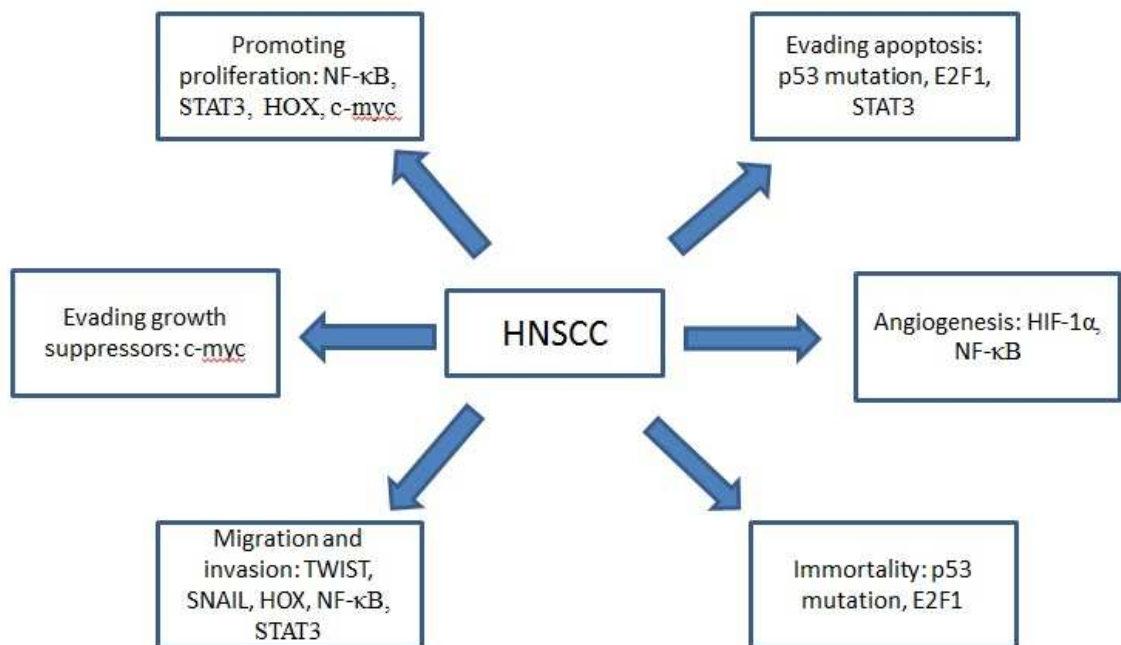 Promoting
proliferation: NF-κB,
STAT3, HOX, c-myc
Evading apoptosis:
p53 mutation, E2F1,
STAT3
Evading growth
suppressors: c-myc
HNSCC
Angiogenesis: HIF-1α,
NF-κB
Migration and
invasion: TWIST,
SNAIL, HOX, NF-κB,
STAT3
Immortality: p53
mutation, E2F1